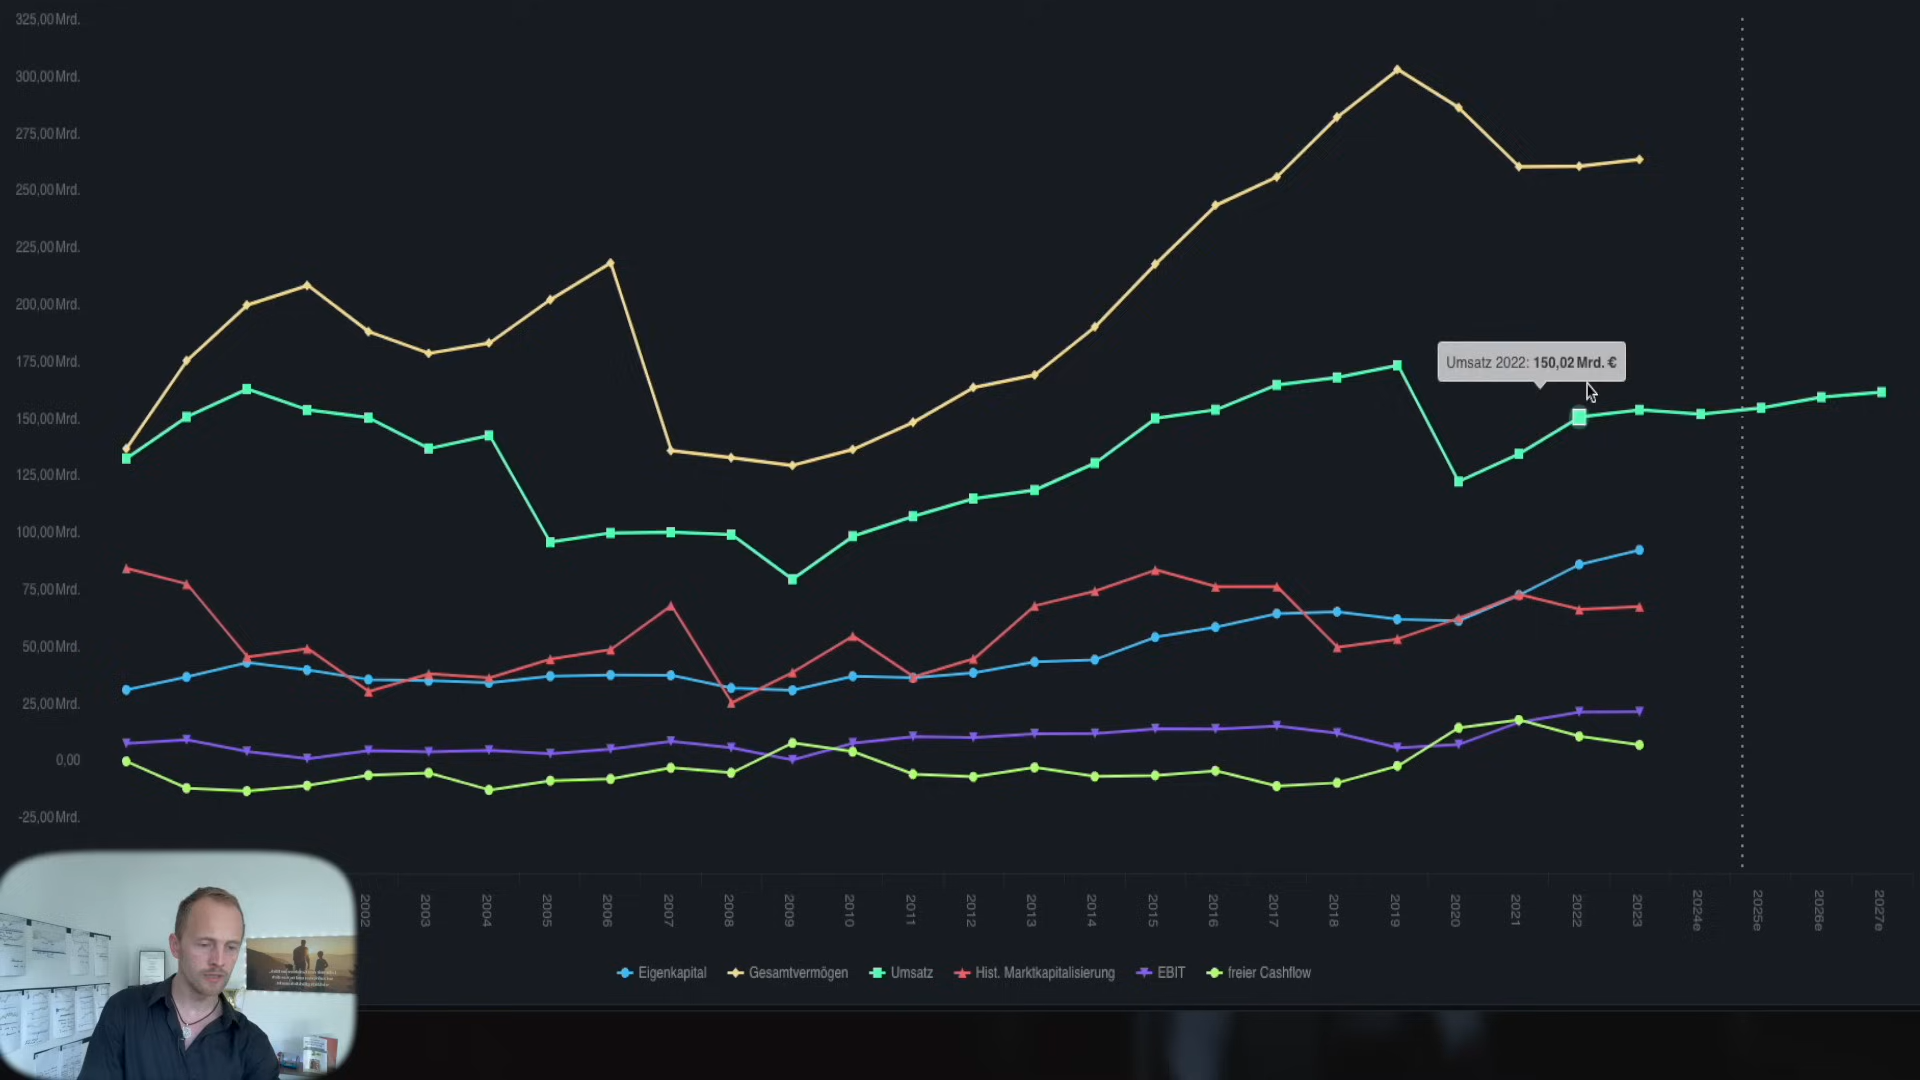 325,00 Mrd.
300,00 Mrd.
275,00 Mrd.
250,00 Mrd.
225,00 Mrd.
200,00 Mrd.
175,00 Mrd.
150,00 Mrd.
125,00 Mrd.
100,00 Mrd.
75,00 Mrd.
50,00 Mrd.
25,00 Mrd.
0,00
-25,00 Mrd.
Umsatz 2022: 150,02 Mrd. €
2002
2003
2004
2005
2006
2007
2008
2009
2010
2011
2012
2013
2014
2015
2016
2017
2018
2019
2020
2021
2022
2023
2024e
2025e
2026e
2027e
Eigenkapital
Gesamtvermögen
Umsatz
Hist. Marktkapitalisierung
EBIT
freier Cashflow